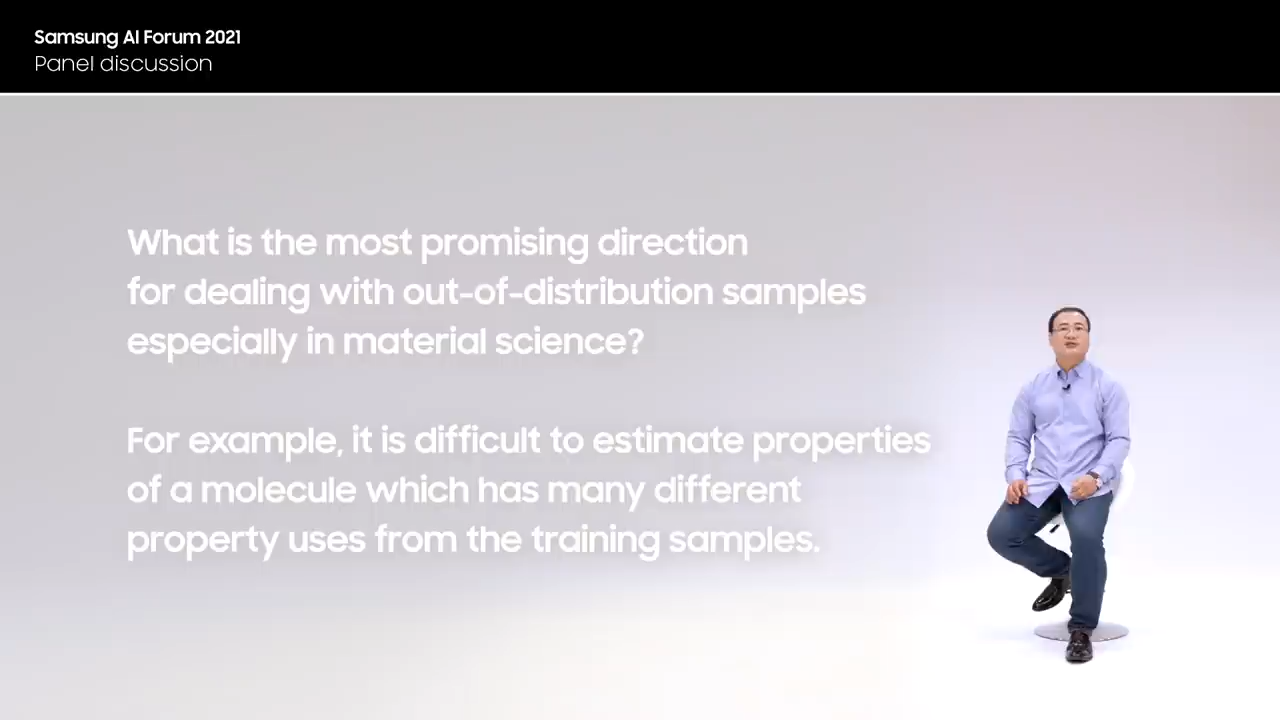 Samsung AI Forum 2021
Panel discussion
What is the most promising direction
for dealing with out-of-distribution samples
especially in material science?
For example, it is difficult to estimate properties
of a molecule which has many different
property uses from the training samples.